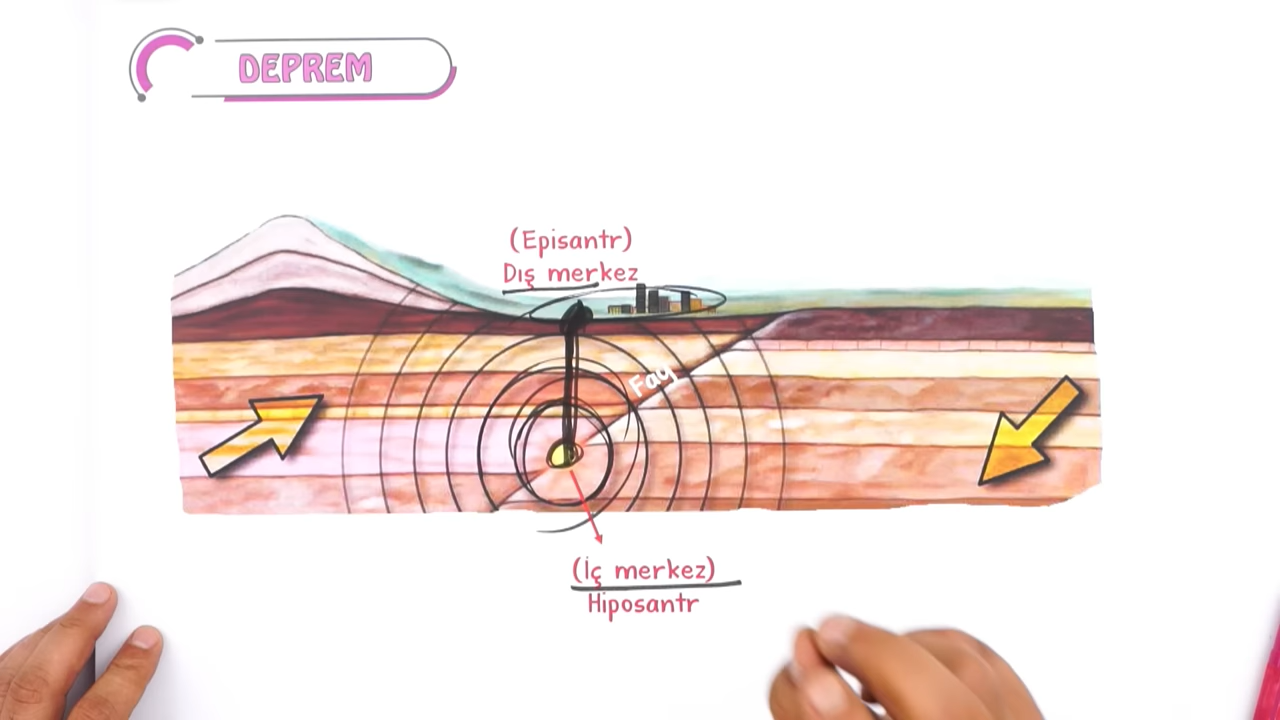 DEPREM
(Episantr)
Dış merkez
Fay
(İç merkez)
Hiposantr